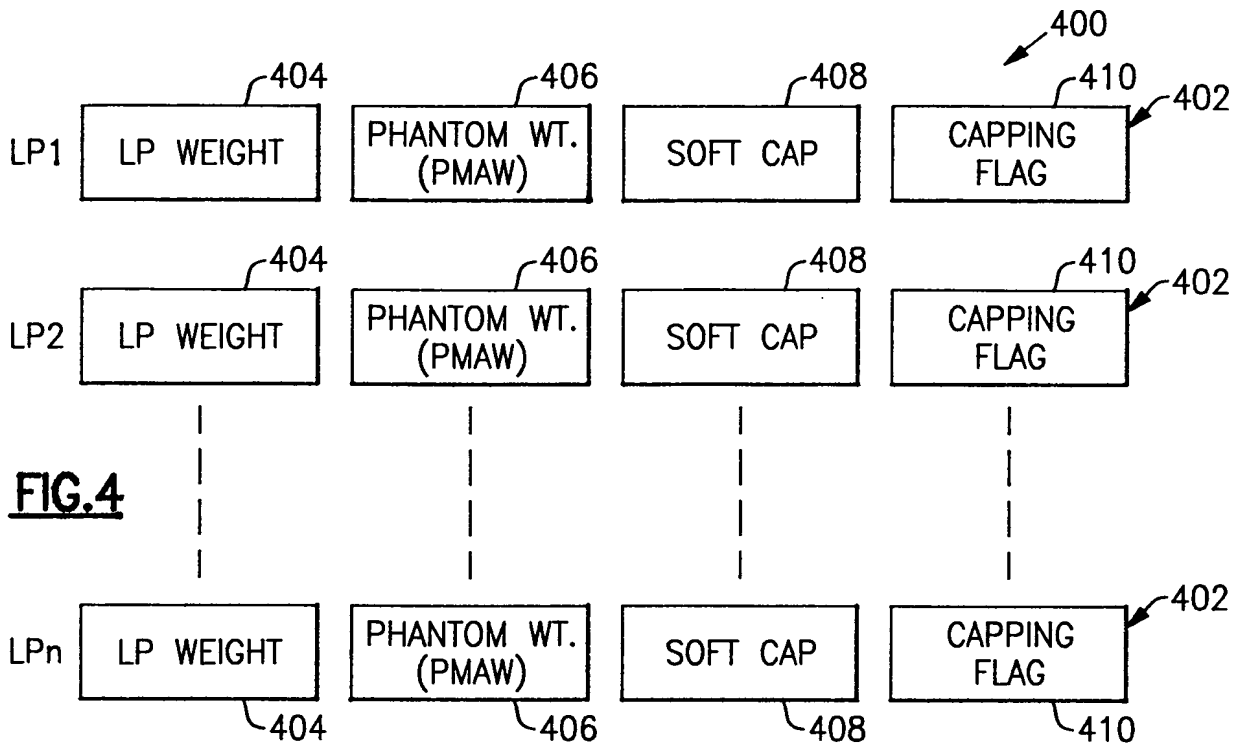 400
404 406 408 410 402
LP1 LP WEIGHT PHANTOM WT. (PMAW) SOFT CAP CAPPING FLAG
404 406 408 410 402
LP2 LP WEIGHT PHANTOM WT. (PMAW) SOFT CAP CAPPING FLAG
FIG.4
402
LPn LP WEIGHT PHANTOM WT. (PMAW) SOFT CAP CAPPING FLAG
404 406 408 410